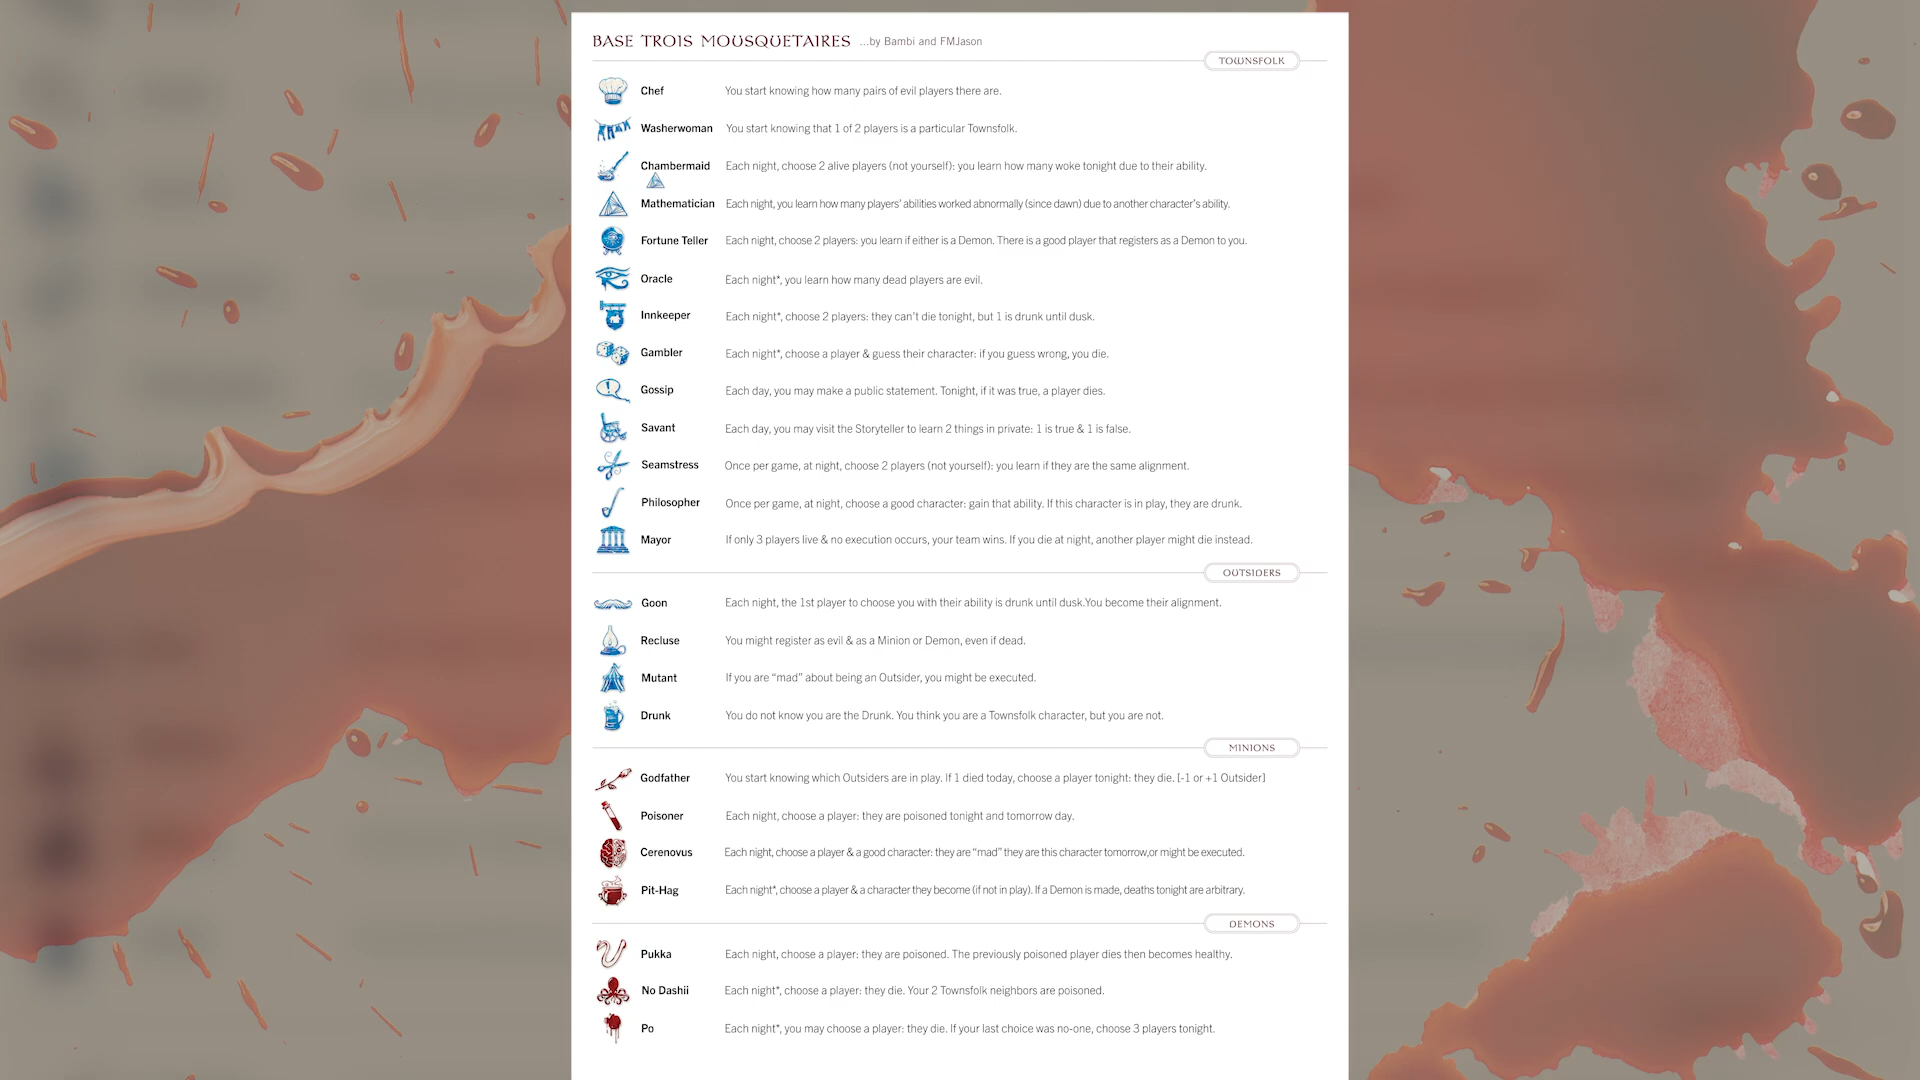 BASE TROIS MOUSQUETAIRES ...by Bambi and FMJason
TOWNSFOLK
Chef You start knowing how many pairs of evil players there are.
Washerwoman You start knowing that 1 of 2 players is a particular Townsfolk.
Chambermaid Each night, choose 2 alive players (not yourself): you learn how many woke tonight due to their ability.
Mathematician Each night, you learn how many players' abilities worked abnormally (since dawn) due to another character's ability.
Fortune Teller Each night, choose 2 players: you learn if either is a Demon. There is a good player that registers as a Demon to you.
Oracle Each night*, you learn how many dead players are evil.
Innkeeper Each night*, choose 2 players: they can't die tonight, but 1 is drunk until dusk.
Gambler Each night*, choose a player & guess their character: if you guess wrong, you die.
Gossip Each day, you may make a public statement. Tonight, if it was true, a player dies.
Savant Each day, you may visit the Storyteller to learn 2 things in private: 1 is true & 1 is false.
Seamstress Once per game, at night, choose 2 players (not yourself): you learn if they are the same alignment.
Philosopher Once per game, at night, choose a good character: gain that ability. If this character is in play, they are drunk.
Mayor If only 3 players live & no execution occurs, your team wins. If you die at night, another player might die instead.
OUTSIDERS
Goon Each night, the 1st player to choose you with their ability is drunk until dusk.You become their alignment.
Recluse You might register as evil & as a Minion or Demon, even if dead.
Mutant If you are “mad” about being an Outsider, you might be executed.
Drunk You do not know you are the Drunk. You think you are a Townsfolk character, but you are not.
MINIONS
Godfather You start knowing which Outsiders are in play. If 1 died today, choose a player tonight: they die. [-1 or +1 Outsider]
Poisoner Each night, choose a player: they are poisoned tonight and tomorrow day.
Cerenovus Each night, choose a player & a good character: they are “mad” they are this character tomorrow,or might be executed.
Pit-Hag Each night*, choose a player & a character they become (if not in play). If a Demon is made, deaths tonight are arbitrary.
DEMONS
Pukka Each night, choose a player: they are poisoned. The previously poisoned player dies then becomes healthy.
No Dashii Each night*, choose a player: they die. Your 2 Townsfolk neighbors are poisoned.
Po Each night*, you may choose a player: they die. If your last choice was no-one, choose 3 players tonight.